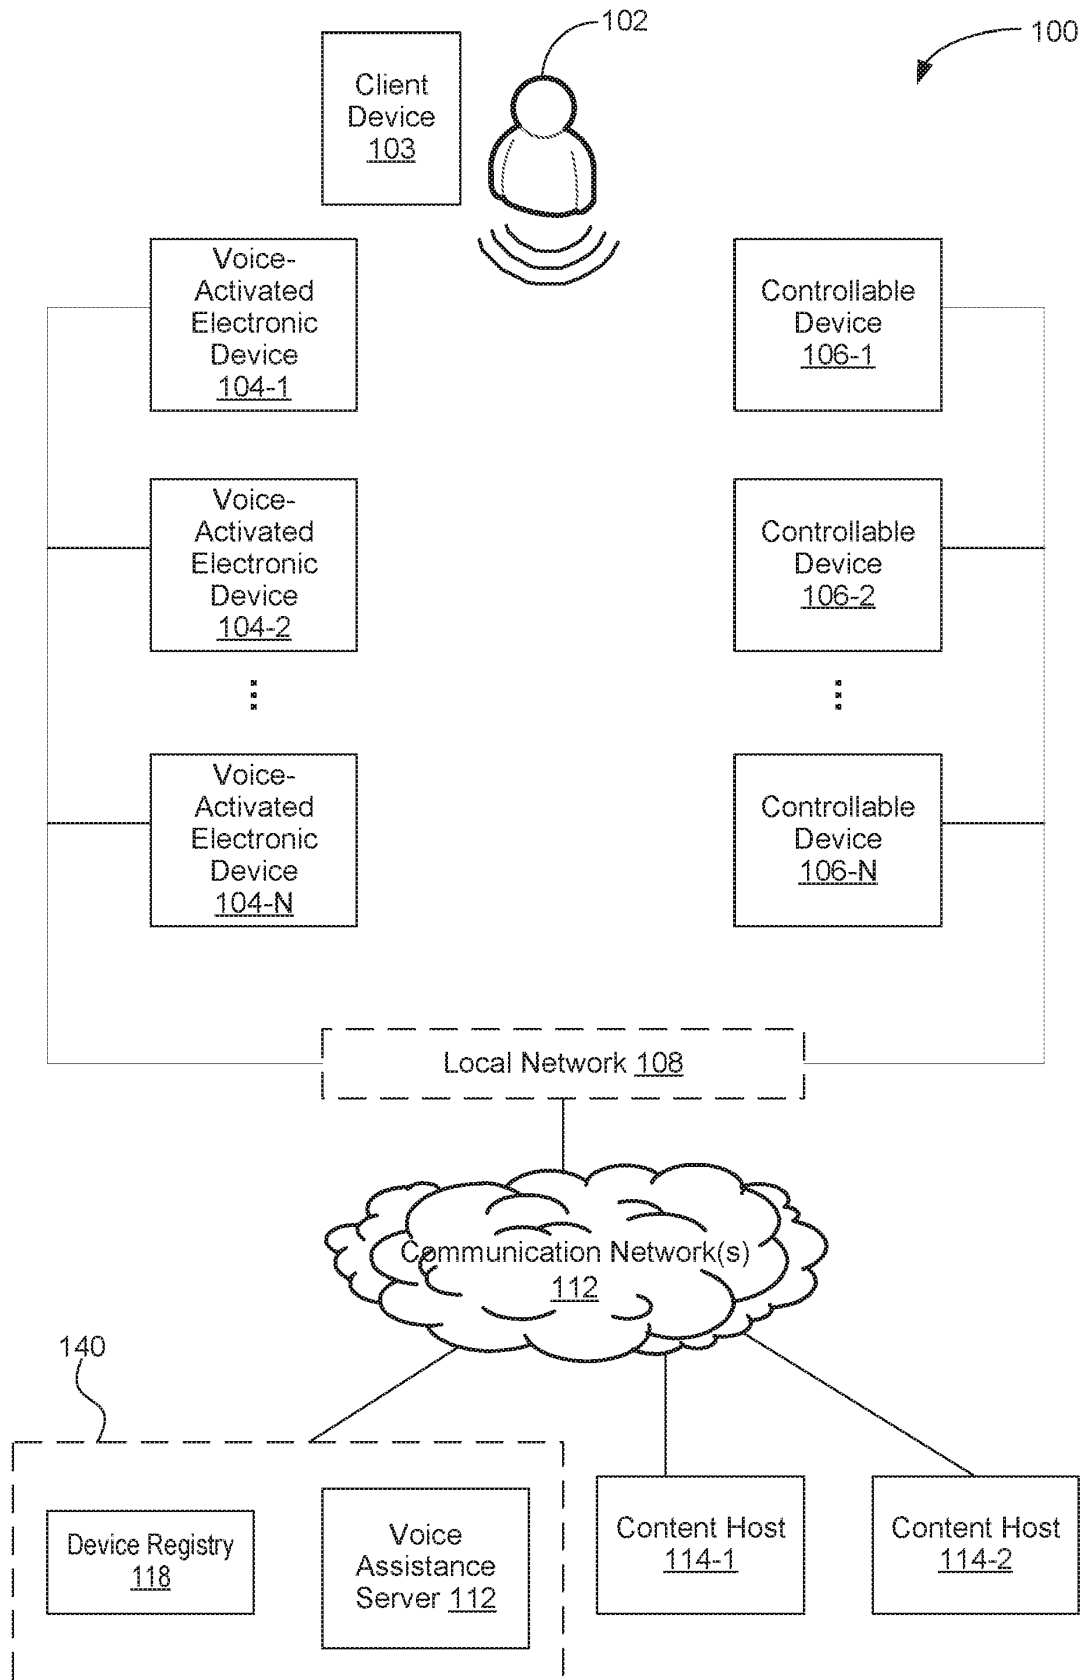 102
100
Client
Device
103
Voice-
Activated
Electronic
Device
104-1
Controllable
Device
106-1
Voice-
Activated
Electronic
Device
104-2
Controllable
Device
106-2
Voice-
Activated
Electronic
Device
104-N
Controllable
Device
106-N
Local Network 108
Communication Network(s)
112
140
Device Registry
118
Voice
Assistance
Server 112
Content Host
114-1
Content Host
114-2